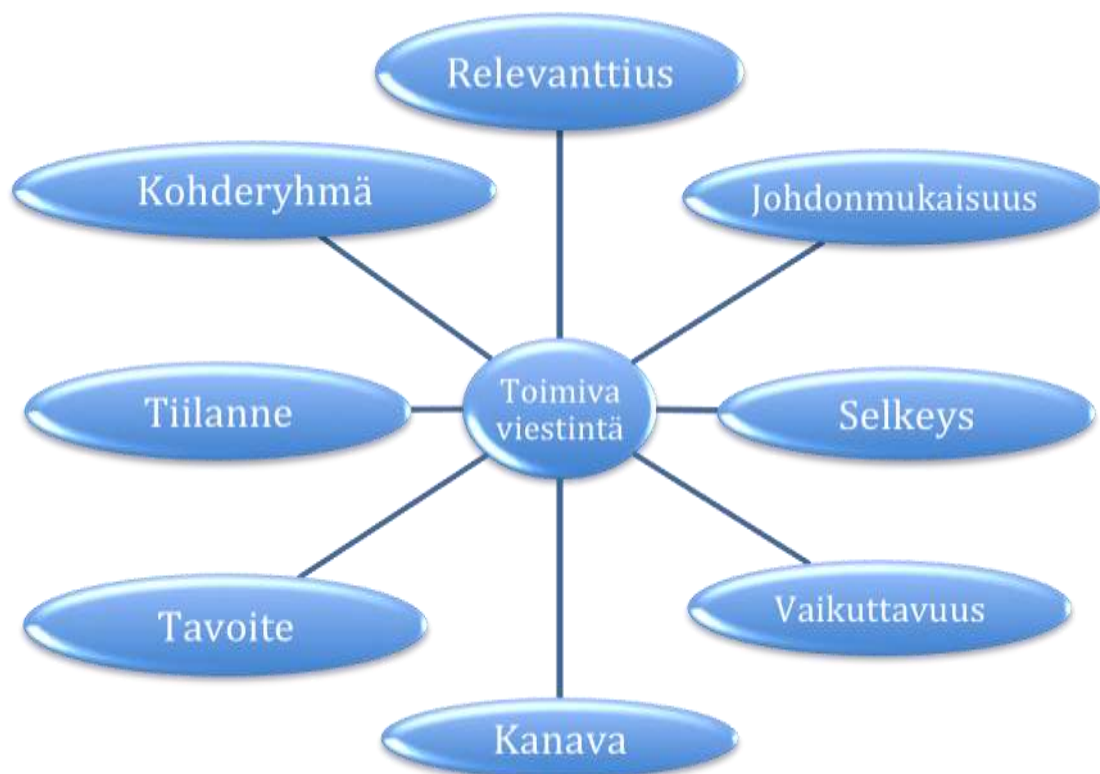 Relevanttius
Kohderyhmä
Johdonmukaisuus
Tiilanne
Toimiva
viestintä
Selkeys
Tavoite
Vaikuttavuus
Kanava